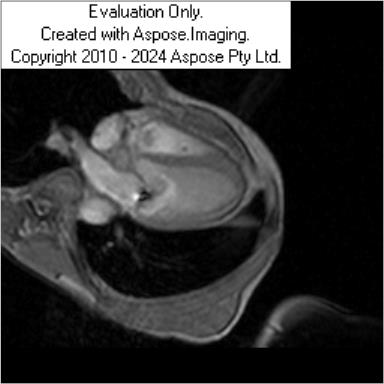 Evaluation Only.
Created with Aspose.Imaging.
Copyright 2010 - 2024 Aspose Pty Ltd.